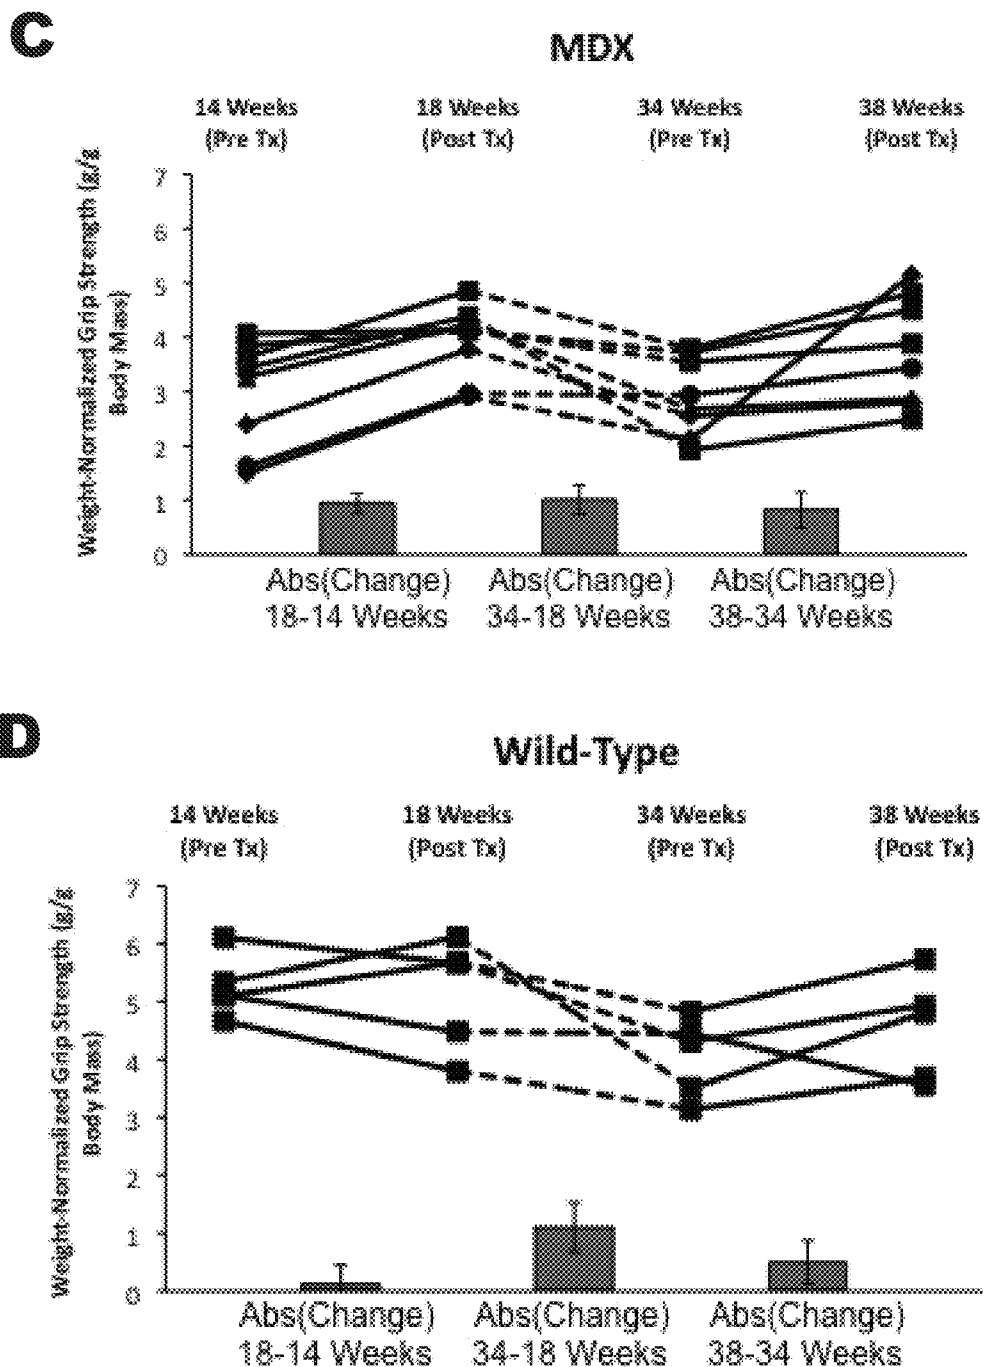 C
MDX
14 Weeks 18 Weeks 34 Weeks 38 Weeks
(Pre Tx) (Post Tx) (Pre Tx) (Post Tx)
Weight-Normalized Grip Strength (g/g
Body Mass)
7
6
5
4
3
2
1
0
Abs(Change) Abs(Change) Abs(Change)
18-14 Weeks 34-18 Weeks 38-34 Weeks
D
Wild-Type
14 Weeks 18 Weeks 34 Weeks 38 Weeks
(Pre Tx) (Post Tx) (Pre Tx) (Post Tx)
Weight-Normalized Grip Strength (g/g
Body Mass)
7
6
5
4
3
2
1
0
Abs(Change) Abs(Change) Abs(Change)
18-14 Weeks 34-18 Weeks 38-34 Weeks